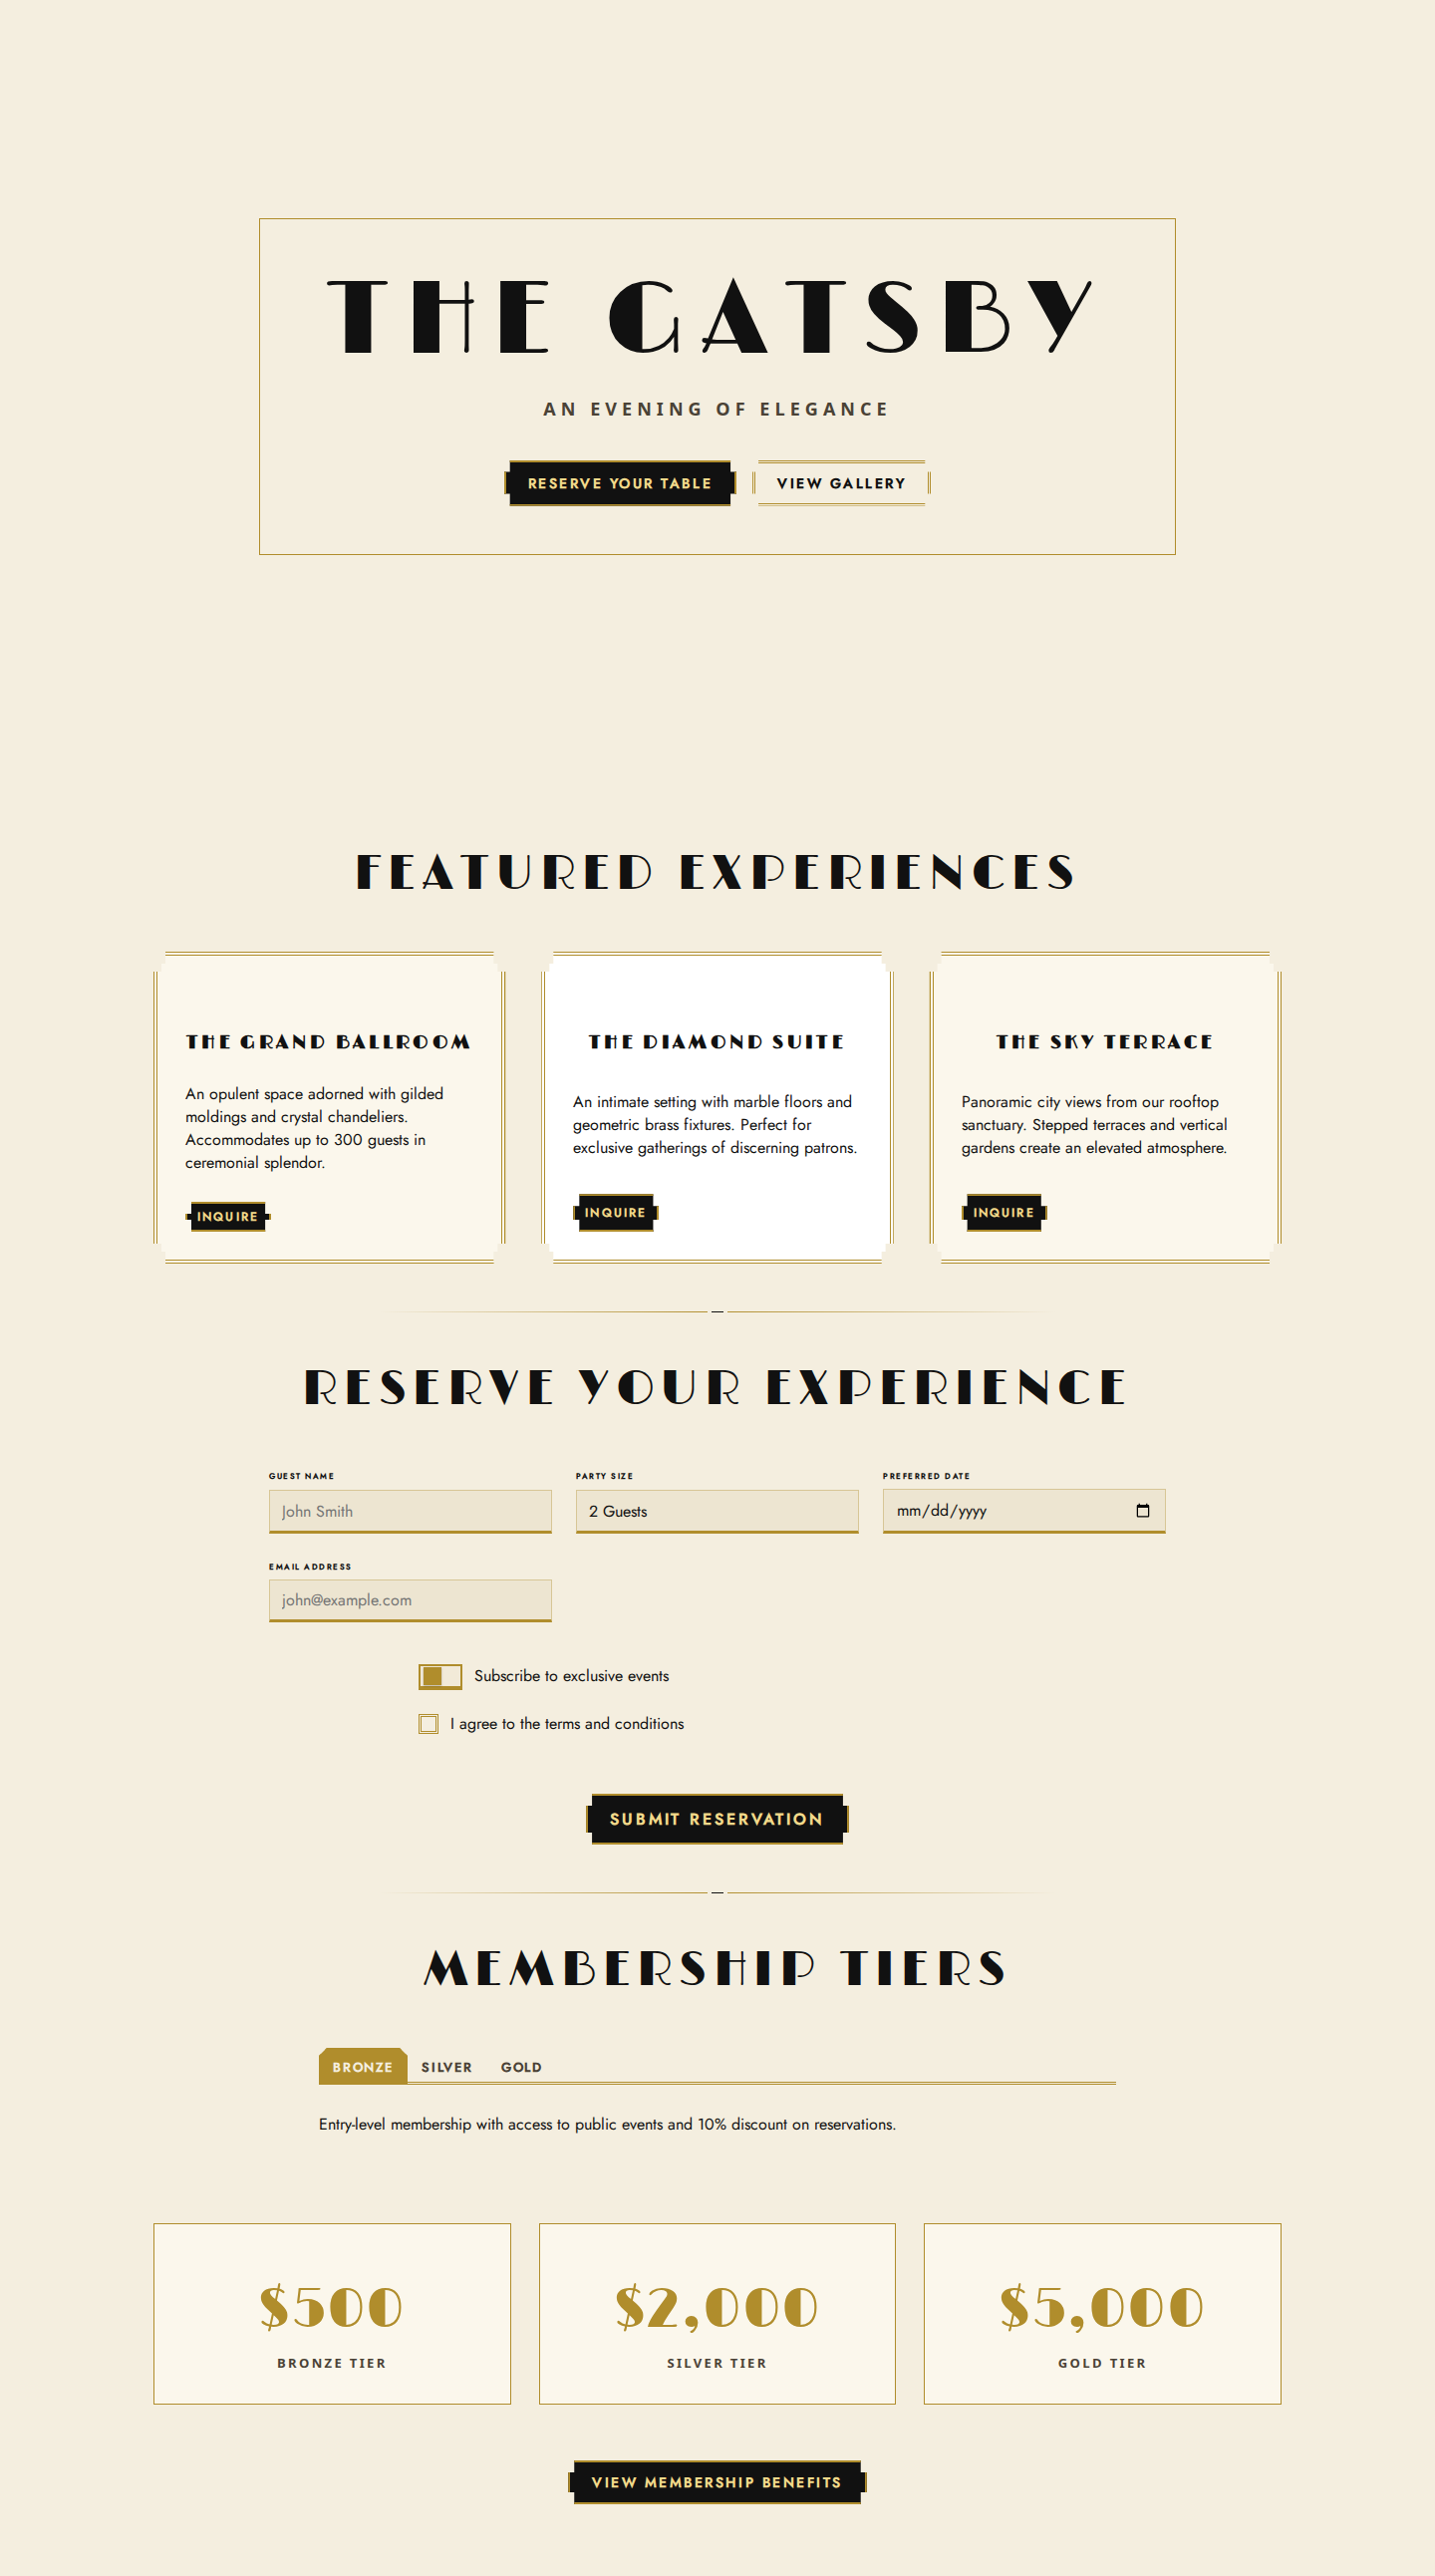 THE GATSBY
AN EVENING OF ELEGANCE
RESERVE YOUR TABLE
VIEW GALLERY
FEATURED EXPERIENCES
THE GRAND BALLROOM
An opulent space adorned with gilded
moldings and crystal chandeliers.
Accommodates up to 300 guests in
ceremonial splendor.
INQUIRE
THE DIAMOND SUITE
An intimate setting with marble floors and
geometric brass fixtures. Perfect for
exclusive gatherings of discerning patrons.
INQUIRE
THE SKY TERRACE
Panoramic city views from our rooftop
sanctuary. Stepped terraces and vertical
gardens create an elevated atmosphere.
INQUIRE
RESERVE YOUR EXPERIENCE
GUEST NAME
John Smith
PARTY SIZE
2 Guests
PREFERRED DATE
mm/dd/yyyy
EMAIL ADDRESS
john@example.com
Subscribe to exclusive events
I agree to the terms and conditions
SUBMIT RESERVATION
MEMBERSHIP TIERS
BRONZE
SILVER
GOLD
Entry-level membership with access to public events and 10% discount on reservations.
$500
BRONZE TIER
$2,000
SILVER TIER
$5,000
GOLD TIER
VIEW MEMBERSHIP BENEFITS